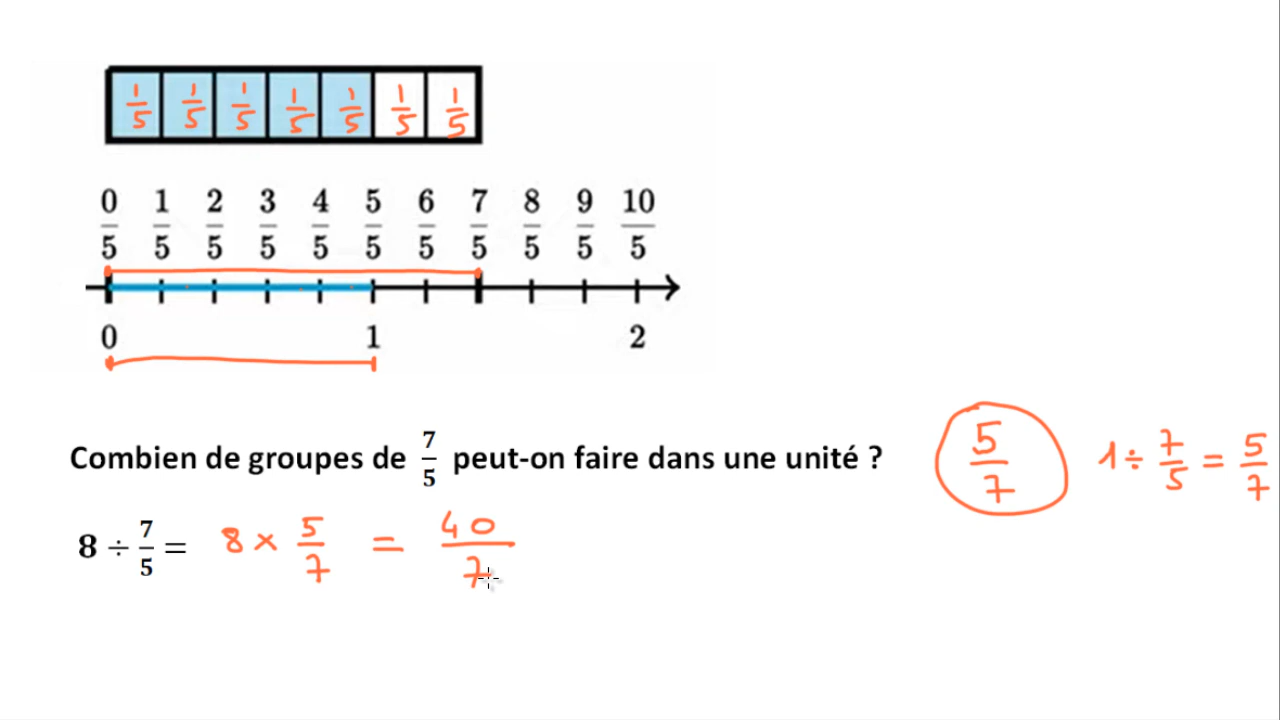 1/5 1/5 1/5 1/5 1/5 1/5 1/5
0/5 1/5 2/5 3/5 4/5 5/5 6/5 7/5 8/5 9/5 10/5
0 1 2
Combien de groupes de 7/5 peut-on faire dans une unité ? 5/7 1 ÷ 7/5 = 5/7
8 ÷ 7/5 = 8 × 5/7 = 40/7